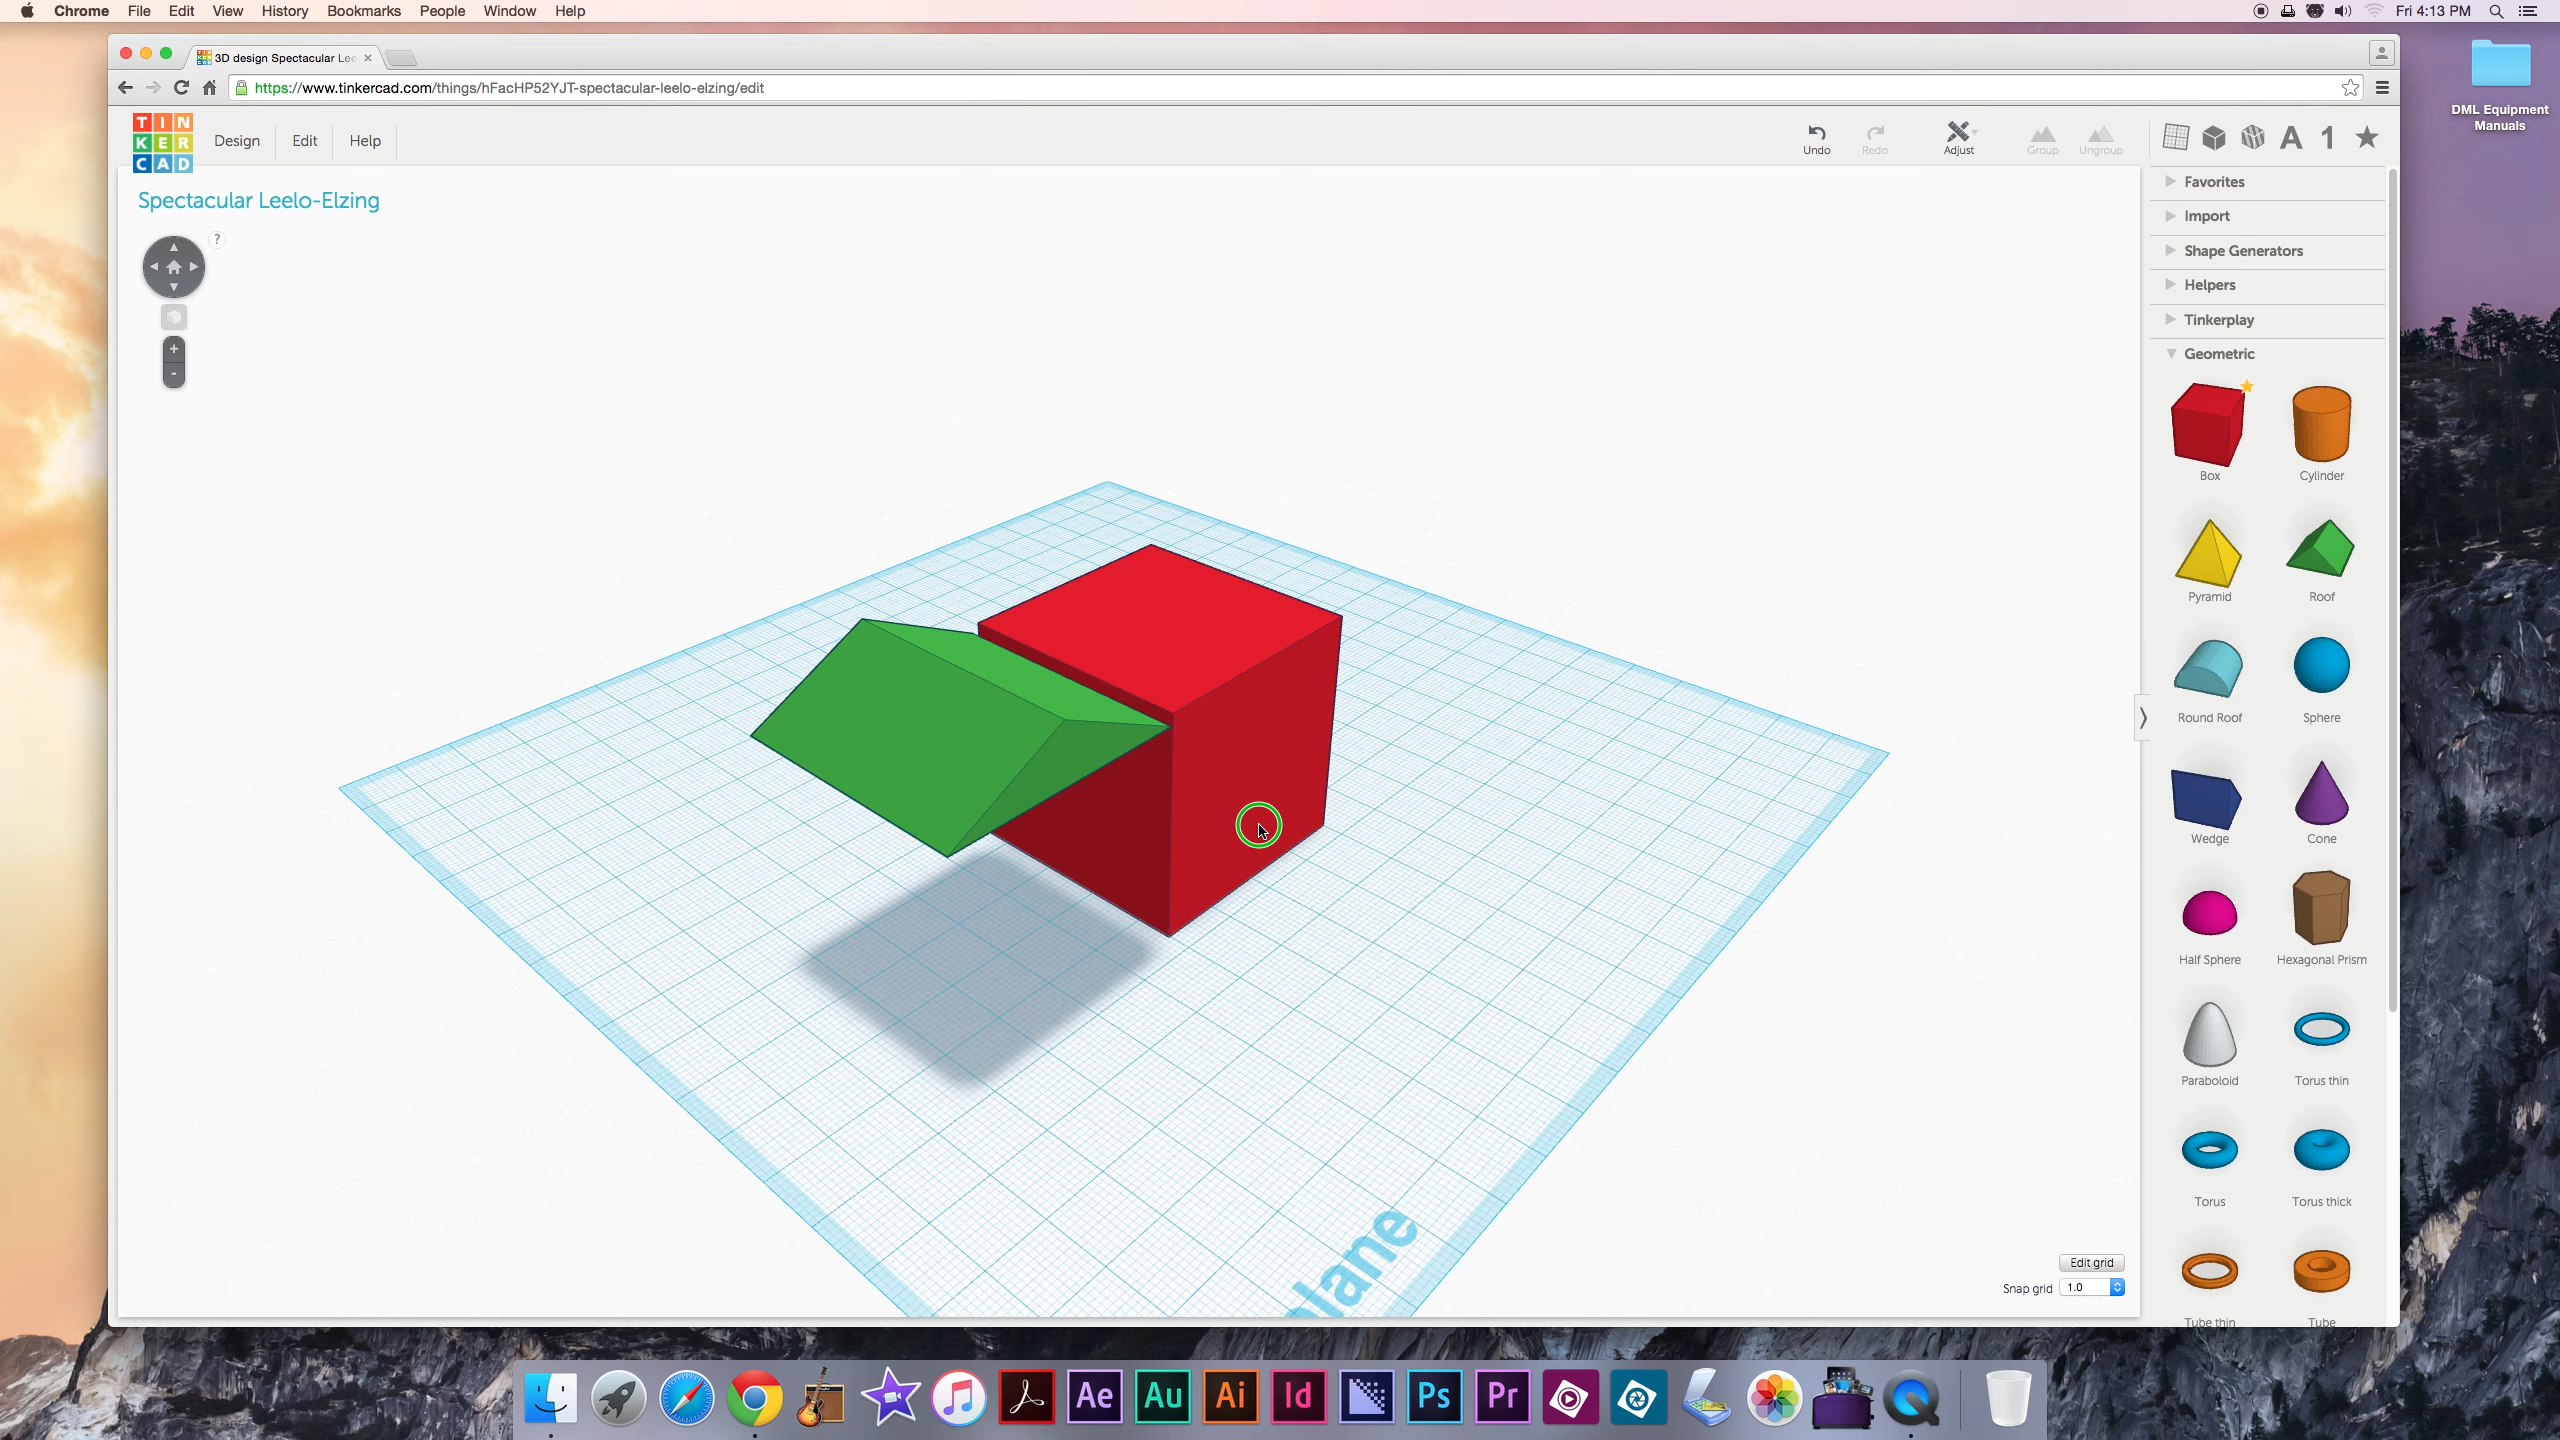 Chrome File Edit View History Bookmarks People Window Help
Fri 4:13 PM
3D design Spectacular Lee
https://www.tinkercad.com/things/hFacHP52YJT-spectacular-leelo-elzing/edit
DML Equipment
Manuals
TIN
KER
CAD
Design Edit Help
Undo Redo Adjust Group Ungroup
A 1
Spectacular Leelo-Elzing
?
+
-
Favorites
Import
Shape Generators
Helpers
Tinkerplay
Geometric
Box Cylinder
Pyramid Roof
Round Roof Sphere
Wedge Cone
Half Sphere Hexagonal Prism
Paraboloid Torus thin
Torus Torus thick
Tube thin Tube
plane
Edit grid
Snap grid 1.0
Ae Au Ai Id Ps Pr